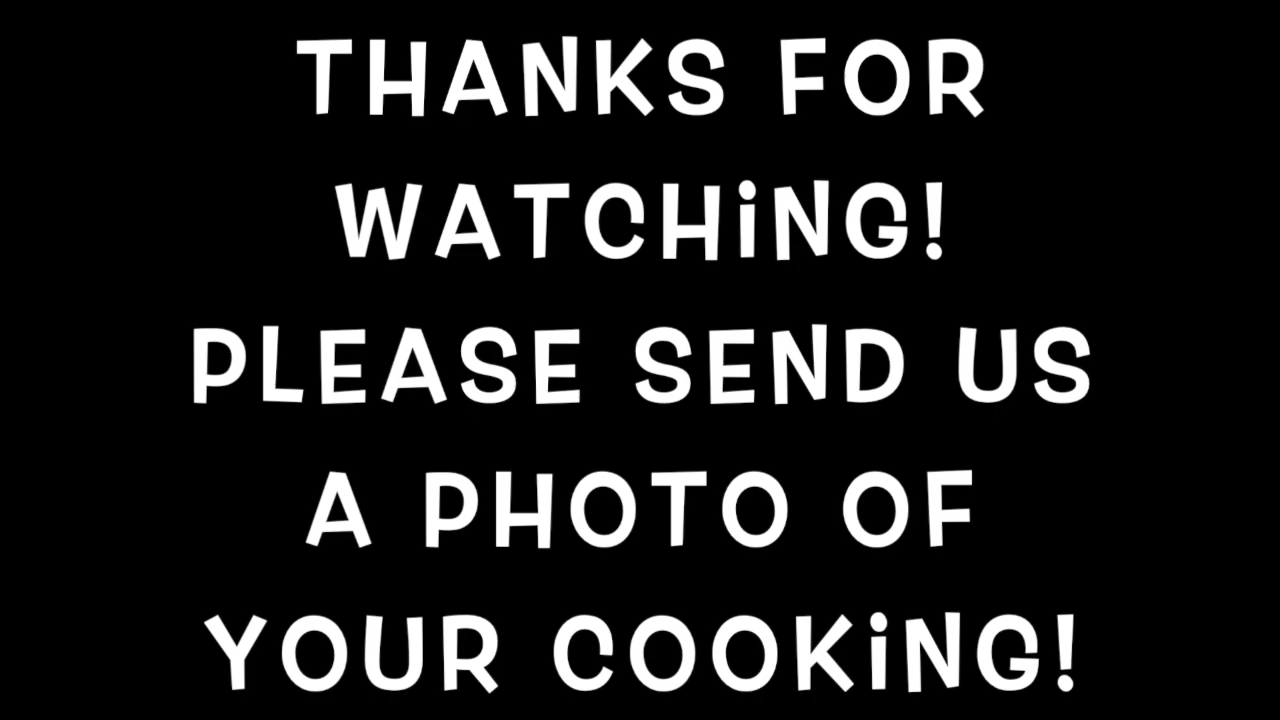 THANKS FOR
WATCHiNG!
PLEASE SEND US
A PHOTO OF
YOUR COOKiNG!